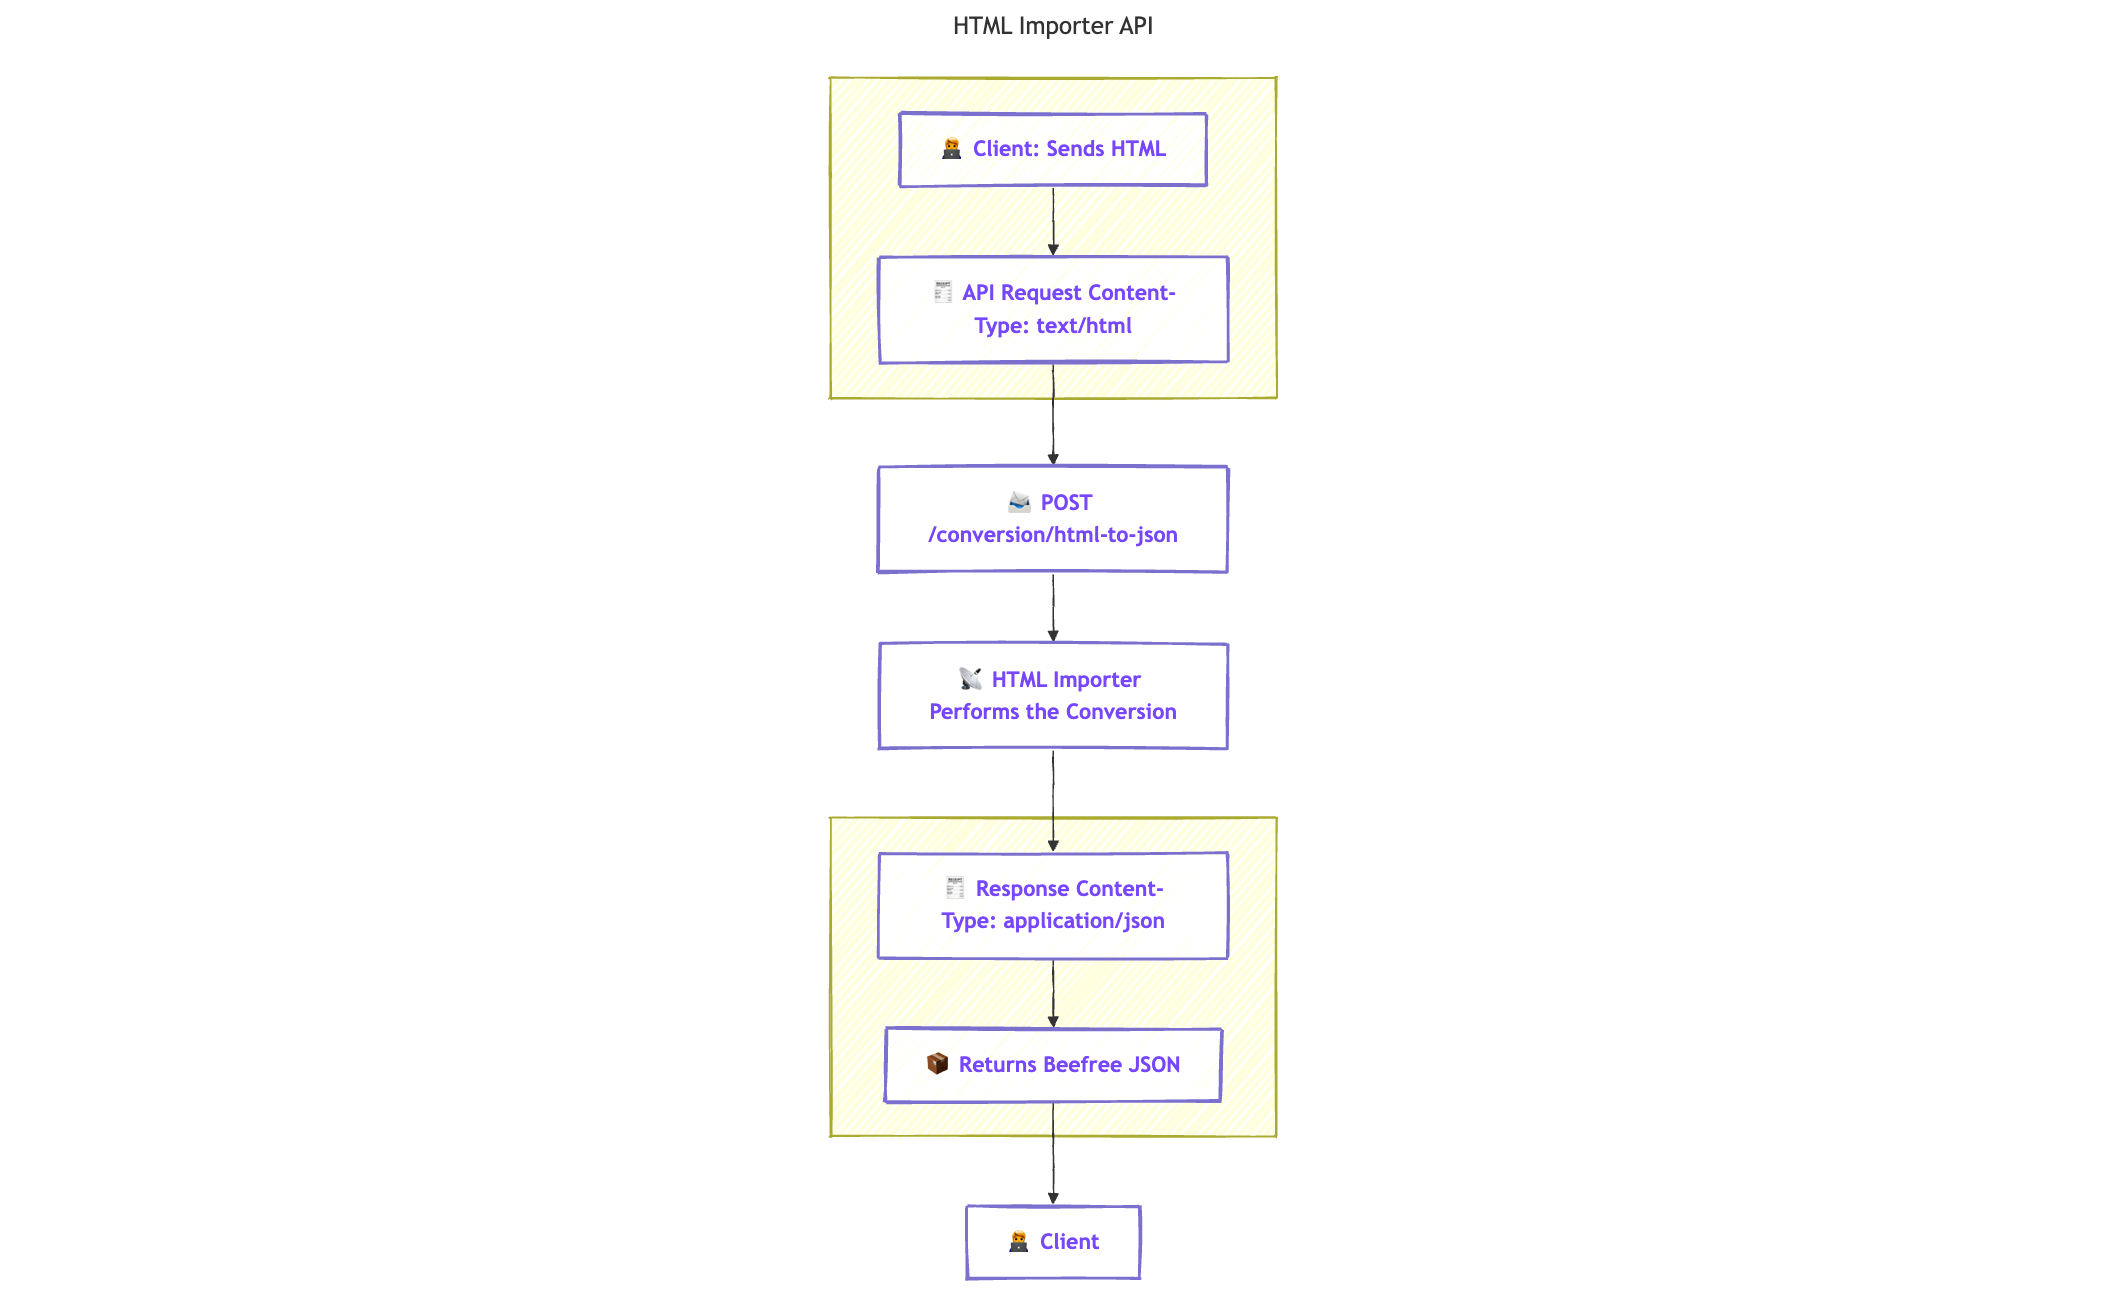 HTML Importer API
Client: Sends HTML
API Request Content-
Type: text/html
POST
/conversion/html-to-json
HTML Importer
Performs the Conversion
Response Content-
Type: application/json
Returns Beefree JSON
Client